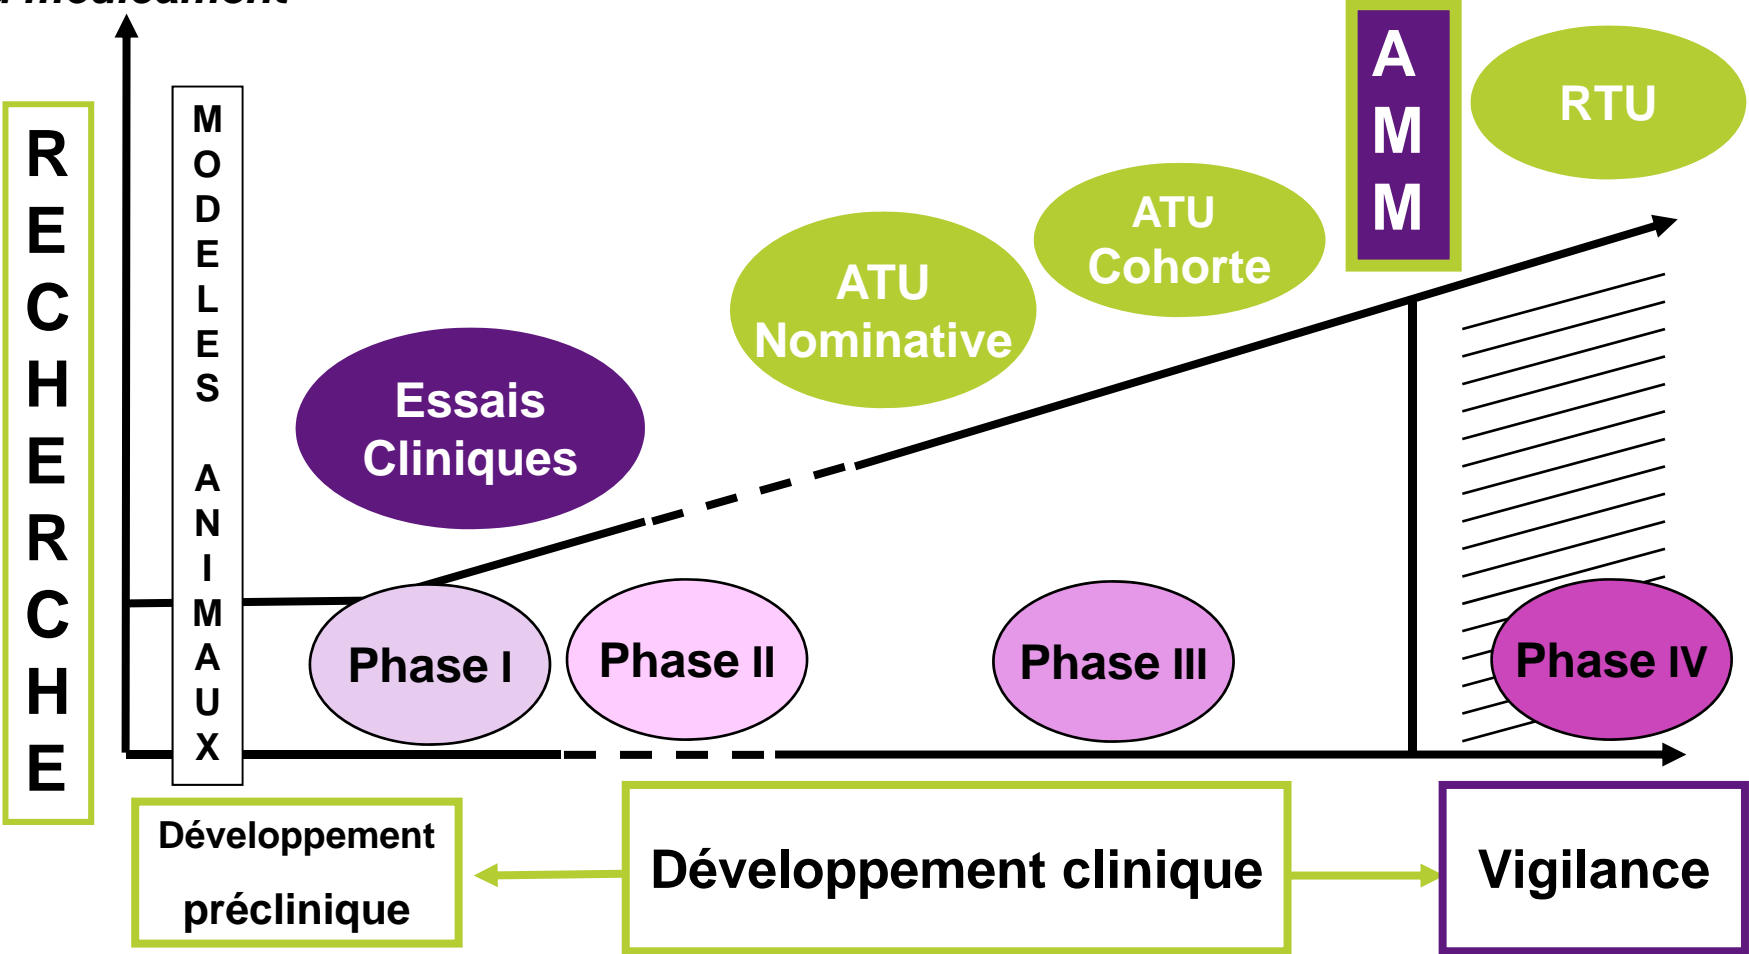 médicament
RECHERCHE
MODELES ANIMAUX
AMM
RTU
ATU
Cohorte
ATU
Nominative
Essais
Cliniques
Phase I
Phase II
Phase III
Phase IV
Développement
préclinique
Développement clinique
Vigilance